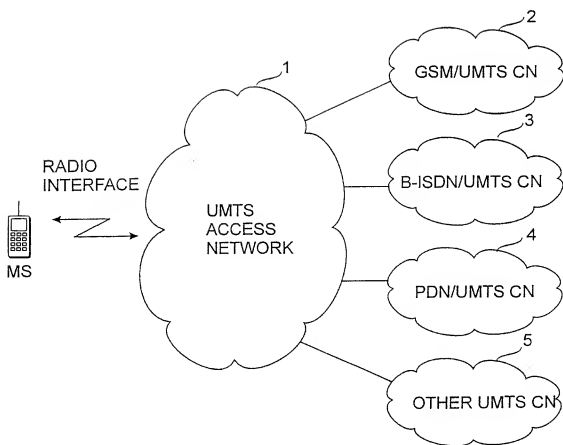 2
GSM/UMTS CN
1
3
RADIO
INTERFACE
B-ISDN/UMTS CN
UMTS
ACCESS
NETWORK
MS
4
PDN/UMTS CN
5
OTHER UMTS CN